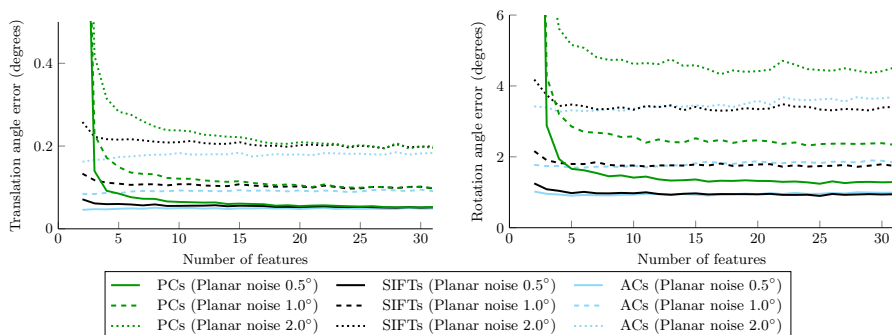 Translation angle error (degrees)
0.4
0.2
0
0 5 10 15 20 25 30
Number of features
Rotation angle error (degrees)
6
4
2
0
0 5 10 15 20 25 30
Number of features
PCs (Planar noise 0.5°) SIFTs (Planar noise 0.5°) ACs (Planar noise 0.5°)
PCs (Planar noise 1.0°) SIFTs (Planar noise 1.0°) ACs (Planar noise 1.0°)
PCs (Planar noise 2.0°) SIFTs (Planar noise 2.0°) ACs (Planar noise 2.0°)